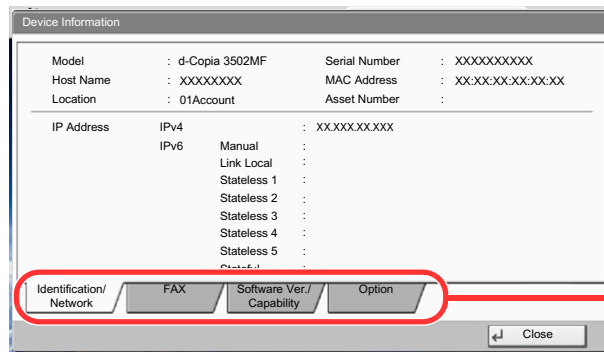 Device Information
Model : d-Copia 3502MF Serial Number : XXXXXXXXXX
Host Name : XXXXXXXX MAC Address : XX:XX:XX:XX:XX:XX
Location : 01Account Asset Number :
IP Address IPv4 : XX.XXX.XX.XXX
IPv6 Manual :
Link Local :
Stateless 1 :
Stateless 2 :
Stateless 3 :
Stateless 4 :
Stateless 5 :
Stateful
Identification/ Network
FAX
Software Ver./ Capability
Option
Close